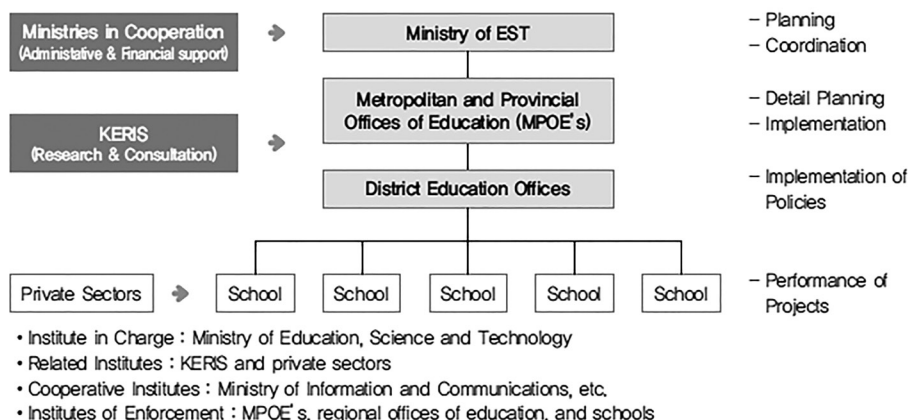 Ministries in Cooperation
(Administative & Financial support)
Ministry of EST
– Planning
– Coordination
Metropolitan and Provincial
Offices of Education (MPOE's)
– Detail Planning
– Implementation
KERIS
(Research & Consultation)
District Education Offices
– Implementation of
Policies
Private Sectors
School
School
School
School
School
– Performance of
Projects
• Institute in Charge : Ministry of Education, Science and Technology
• Related Institutes : KERIS and private sectors
• Cooperative Institutes : Ministry of Information and Communications, etc.
• Institutes of Enforcement : MPOE's, regional offices of education, and schools